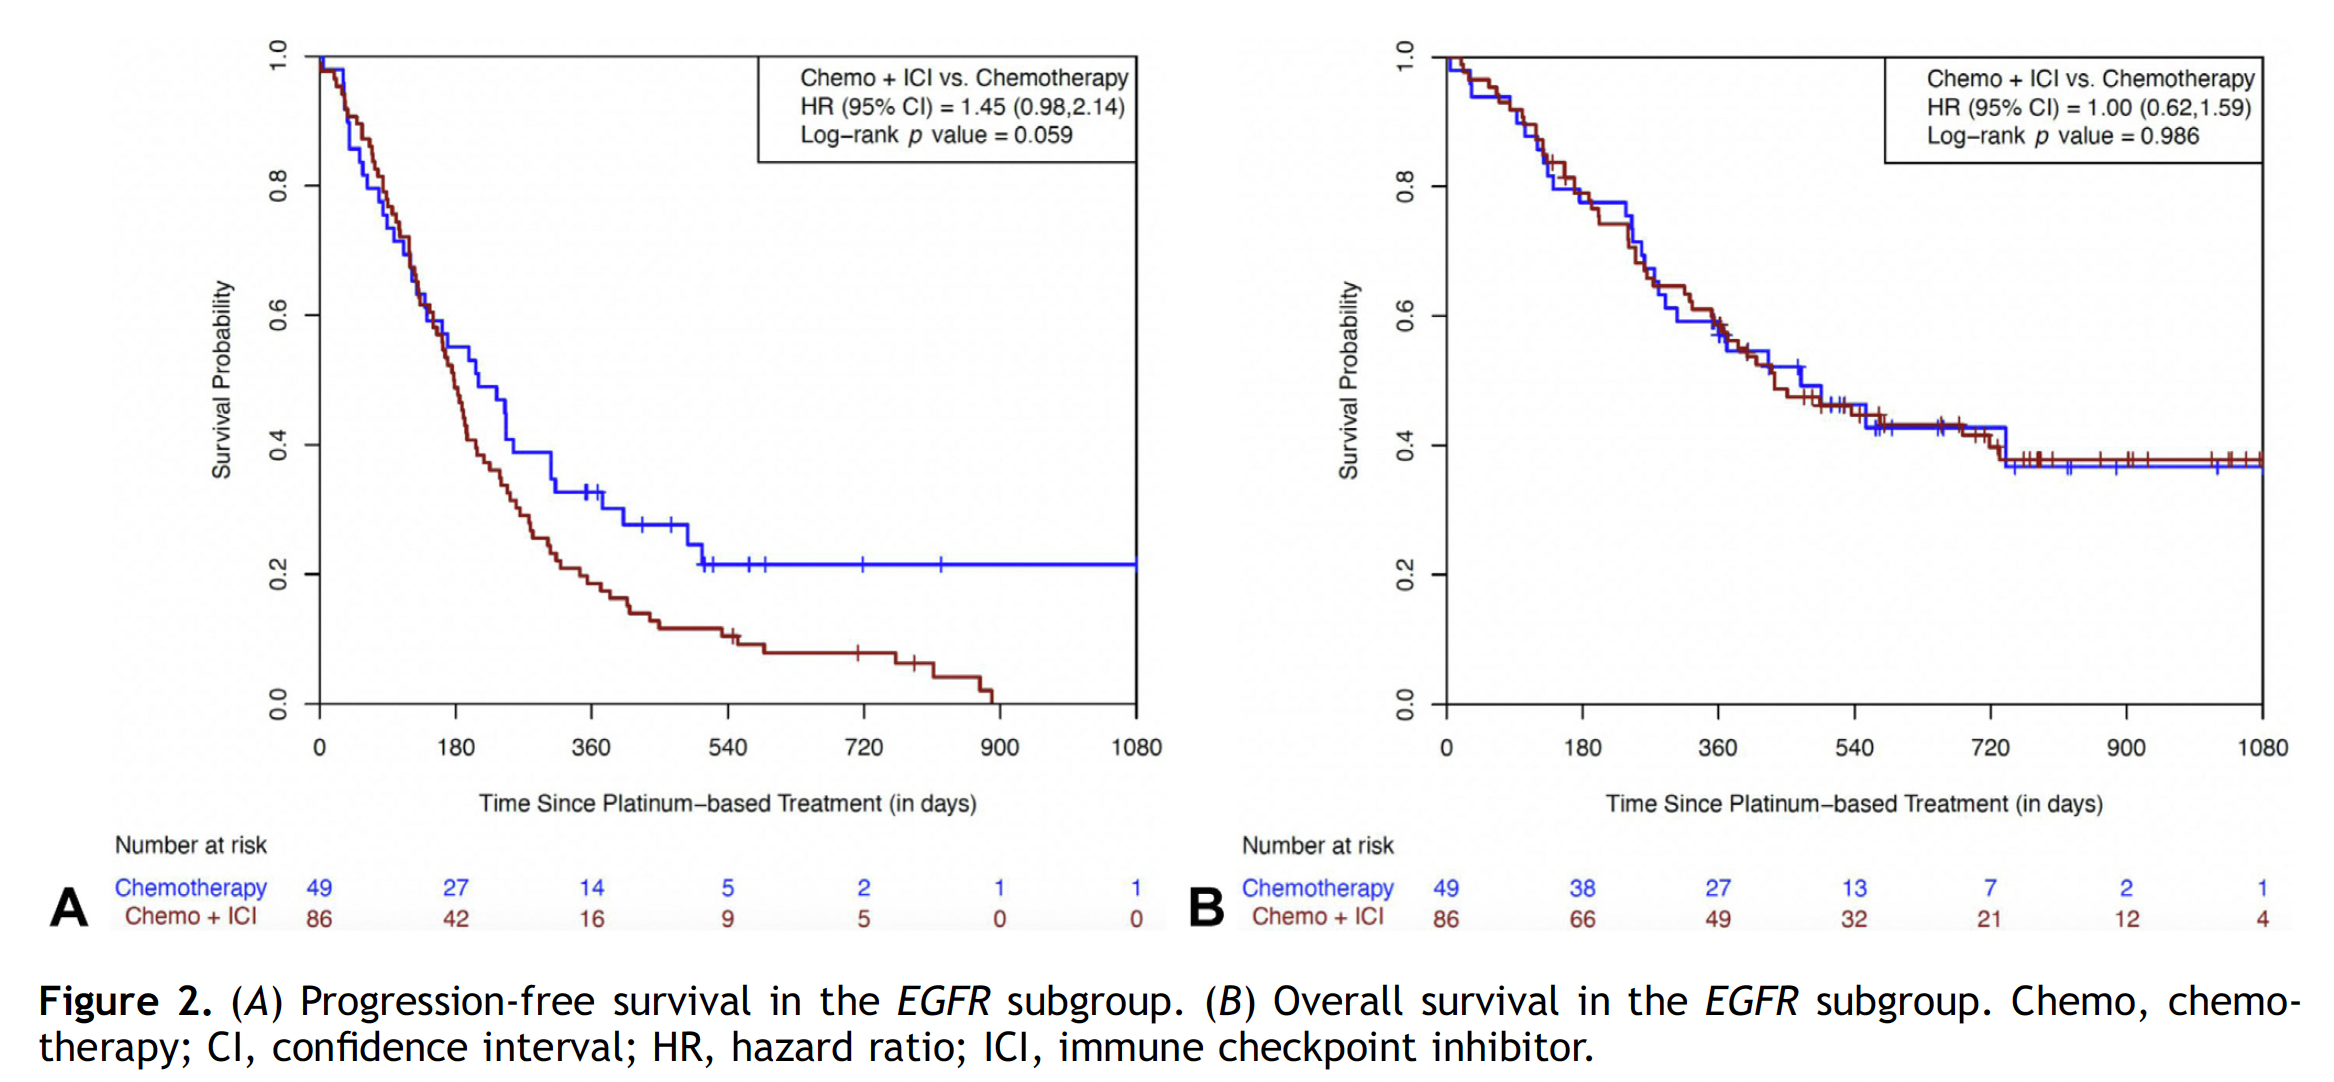 Chemo + ICI vs. Chemotherapy
HR (95% CI) = 1.45 (0.98,2.14)
Log–rank p value = 0.059
Survival Probability
1.0
0.8
0.6
0.4
0.2
0.0
0 180 360 540 720 900 1080
Time Since Platinum–based Treatment (in days)
Number at risk
Chemotherapy 49 27 14 5 2 1 1
Chemo + ICI 86 42 16 9 5 0 0
A
Chemo + ICI vs. Chemotherapy
HR (95% CI) = 1.00 (0.62,1.59)
Log–rank p value = 0.986
Survival Probability
1.0
0.8
0.6
0.4
0.2
0.0
0 180 360 540 720 900 1080
Time Since Platinum–based Treatment (in days)
Number at risk
Chemotherapy 49 38 27 13 7 2 1
Chemo + ICI 86 66 49 32 21 12 4
B
Figure 2. (A) Progression-free survival in the EGFR subgroup. (B) Overall survival in the EGFR subgroup. Chemo, chemo-
therapy; CI, confidence interval; HR, hazard ratio; ICI, immune checkpoint inhibitor.